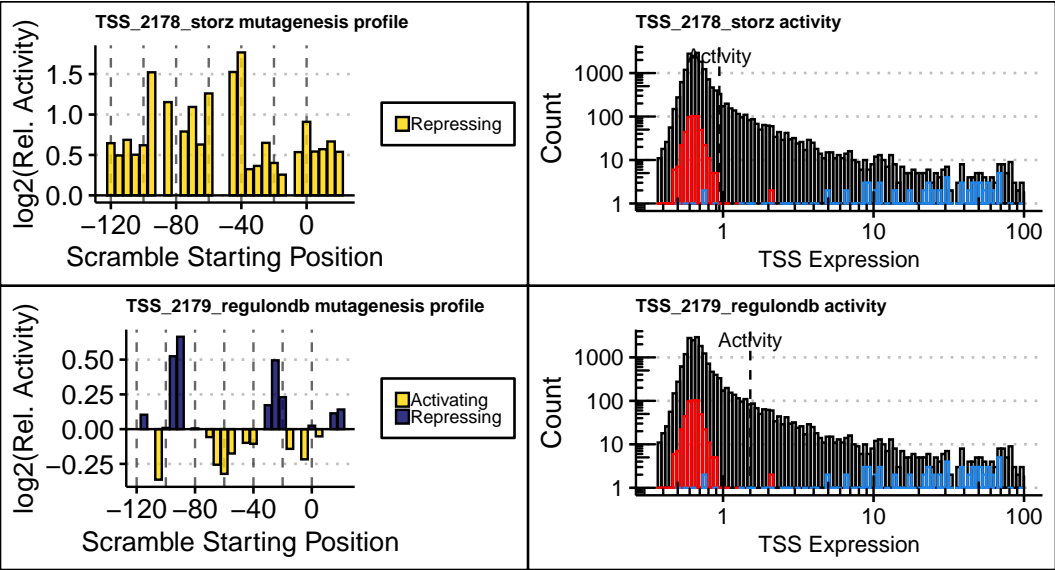 TSS_2178_storz mutagenesis profile
log2(Rel. Activity)
1.5
1.0
0.5
0.0
−120 −80 −40 0
Scramble Starting Position
Repressing
TSS_2178_storz activity
Activity
Count
1000
100
10
1
1 10 100
TSS Expression
TSS_2179_regulondb mutagenesis profile
log2(Rel. Activity)
0.50
0.25
0.00
−0.25
−120 −80 −40 0
Scramble Starting Position
Activating
Repressing
TSS_2179_regulondb activity
Activity
Count
1000
100
10
1
1 10 100
TSS Expression